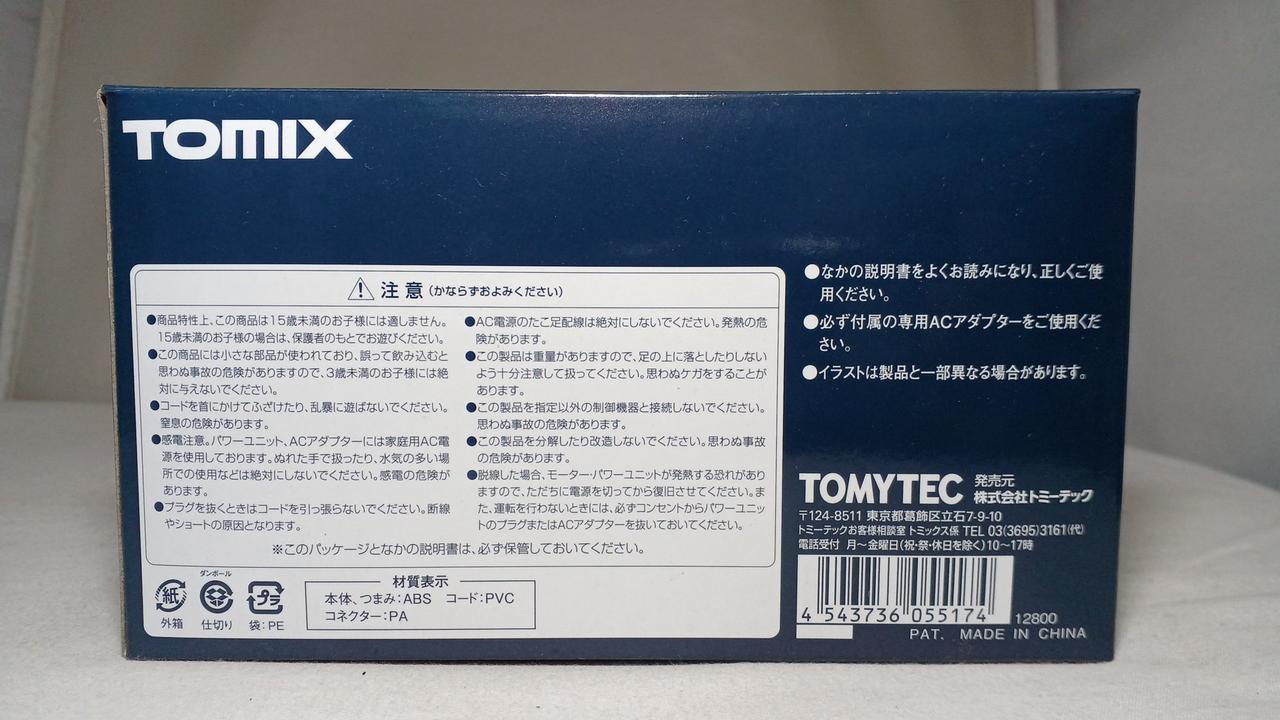 TOMIX
⚠ 注意 (かならずおよみください)
●商品特性上、この商品は15歳未満のお子様には適しません。
15歳未満のお子様の場合は、保護者のもとでお遊びください。
●この商品には小さな部品が使われており、誤って飲み込むと
思わぬ事故の危険がありますので、3歳未満のお子様には絶
対に与えないでください。
●コードを首にかけてふざけたり、乱暴に遊ばないでください。
窒息の危険があります。
●感電注意。パワーユニット、ACアダプターには家庭用AC電
源を使用しております。ぬれた手で扱ったり、水気の多い場
所での使用などは絶対にしないでください。感電の危険が
あります。
●プラグを抜くときはコードを引っ張らないでください。断線
やショートの原因となります。
●AC電源のたこ足配線は絶対にしないでください。発熱の危
険があります。
●この製品は重量がありますので、足の上に落としたりしない
よう十分注意して扱ってください。思わぬケガをすることが
あります。
●この製品を指定以外の制御機器と接続しないでください。
思わぬ事故の危険があります。
●この製品を分解したり改造しないでください。思わぬ事故
の危険があります。
●脱線した場合、モーター・パワーユニットが発熱する恐れがあり
ますので、ただちに電源を切ってから復旧させてください。ま
た、運転を行わないときには、必ずコンセントからパワーユニッ
トのプラグまたはACアダプターを抜いておいてください。
※このパッケージとなかの説明書は、必ず保管しておいてください。
紙
外箱
ダンボール
仕切り
プラ
袋:PE
材質表示
本体、つまみ:ABS コード:PVC
コネクター:PA
●なかの説明書をよくお読みになり、正しくご使
用ください。
●必ず付属の専用ACアダプターをご使用くだ
さい。
●イラストは製品と一部異なる場合があります。
TOMYTEC 発売元
株式会社トミーテック
〒124-8511 東京都葛飾区立石7-9-10
トミーテックお客様相談室 トミックス係 TEL 03(3695)3161(代)
電話受付 月〜金曜日(祝・祭・休日を除く)10〜17時
4 543736 055174
12800
PAT. MADE IN CHINA